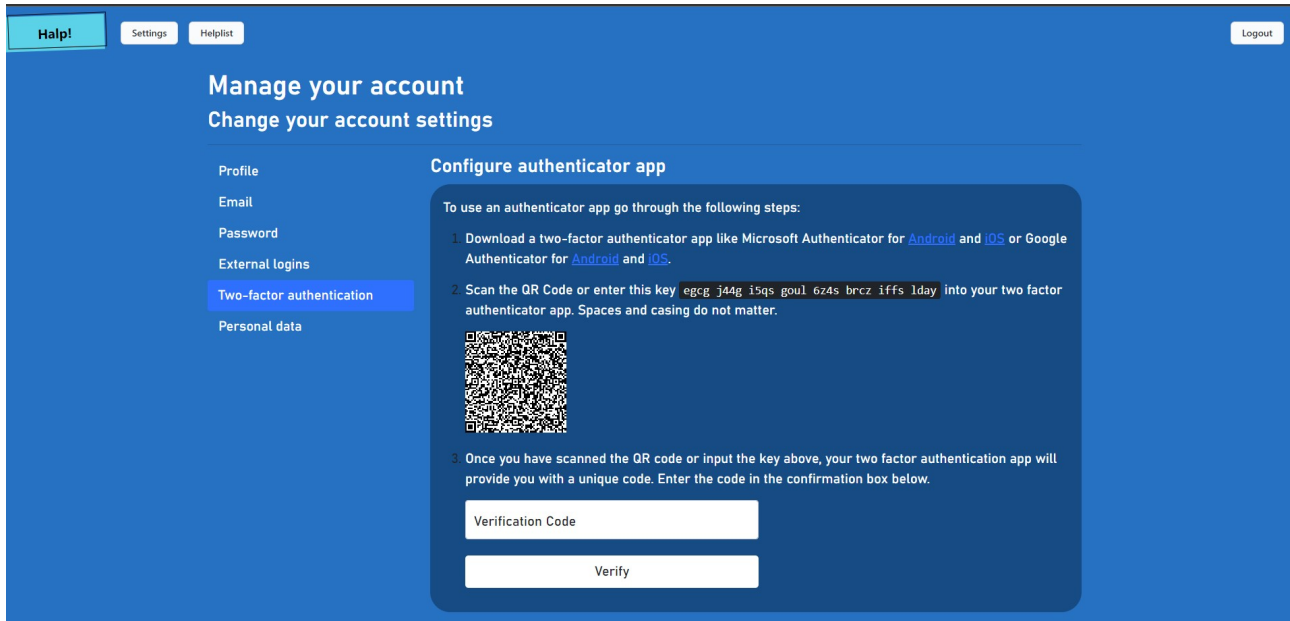 Halp!
Settings
Helplist
Logout
Manage your account
Change your account settings
Profile
Email
Password
External logins
Two-factor authentication
Personal data
Configure authenticator app
To use an authenticator app go through the following steps:
1. Download a two-factor authenticator app like Microsoft Authenticator for Android and iOS or Google
Authenticator for Android and iOS.
2. Scan the QR Code or enter this key egcg j44g i5qs goul 6z4s brcz iffs lday into your two factor
authenticator app. Spaces and casing do not matter.
3. Once you have scanned the QR code or input the key above, your two factor authentication app will
provide you with a unique code. Enter the code in the confirmation box below.
Verification Code
Verify